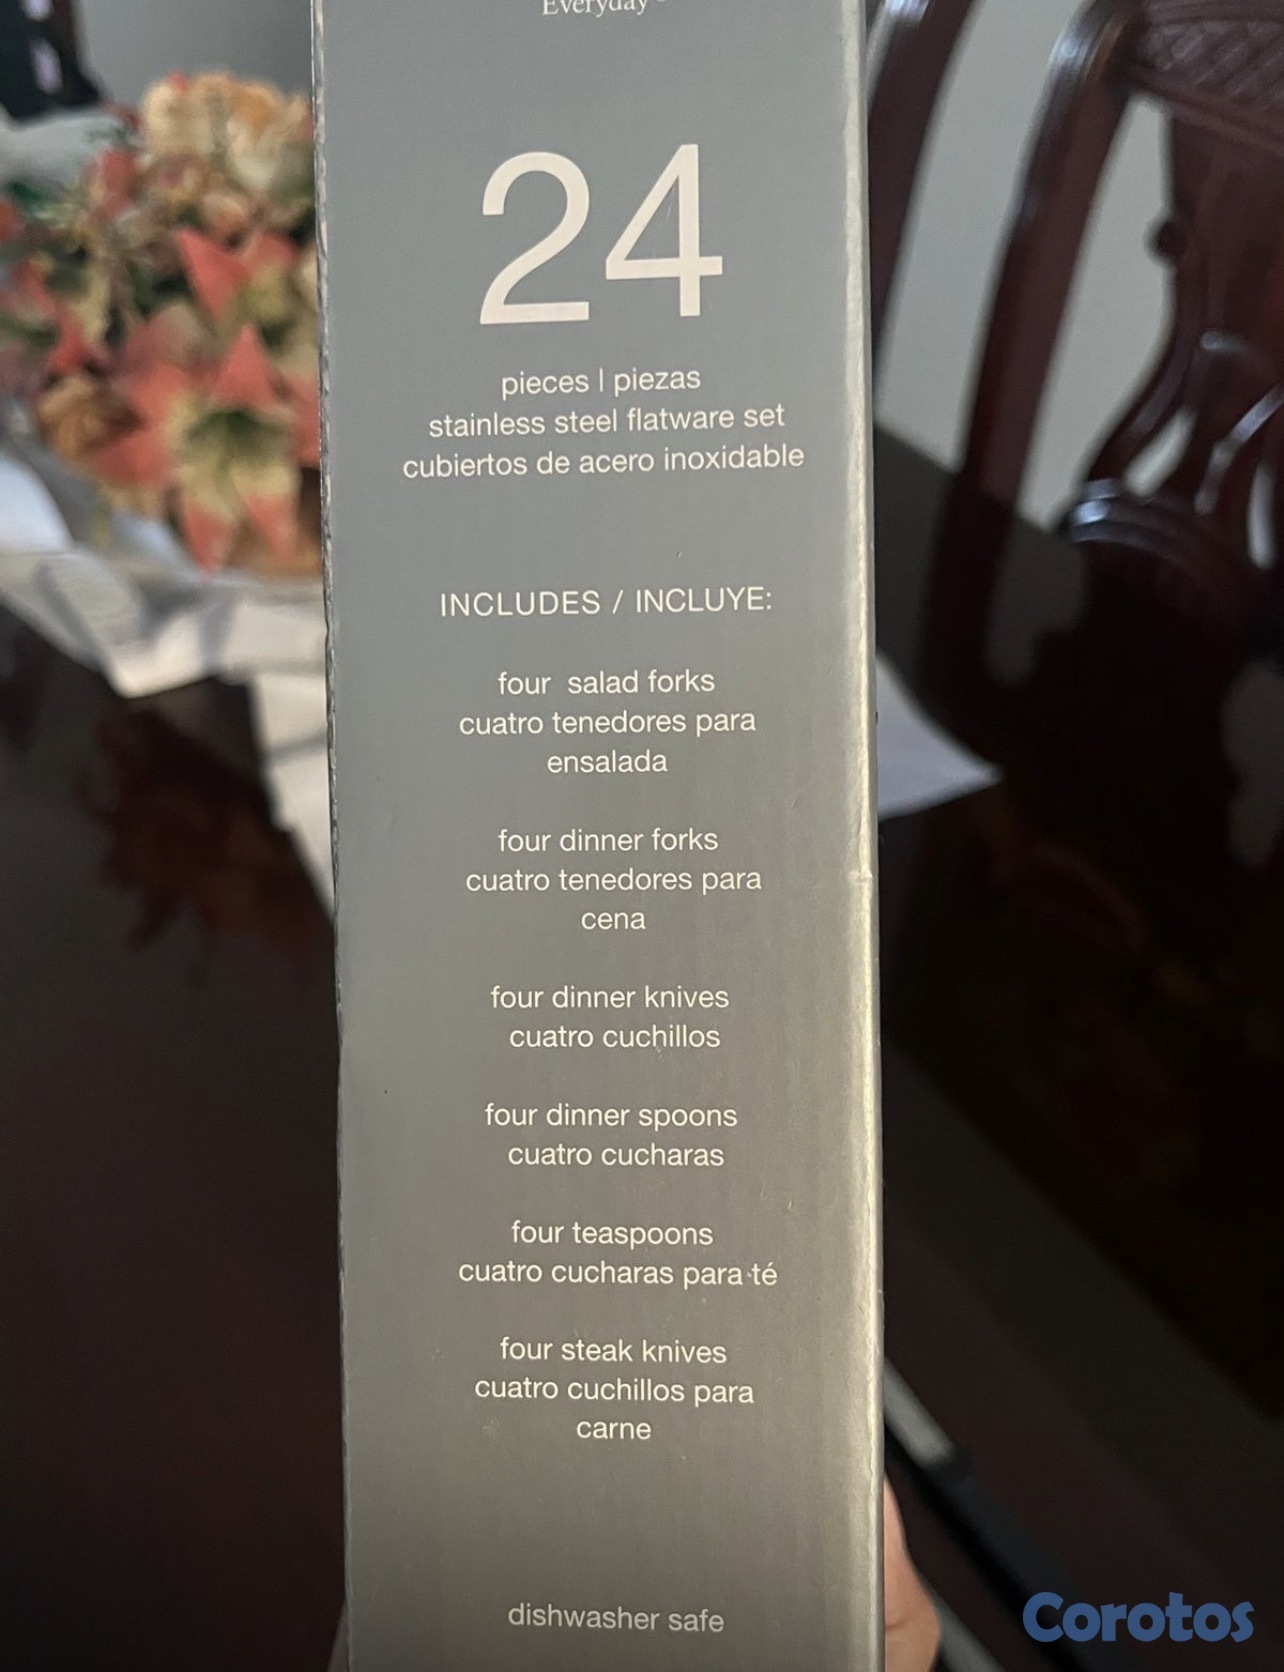 Everyday
24
pieces | piezas
stainless steel flatware set
cubiertos de acero inoxidable
INCLUDES / INCLUYE:
four salad forks
cuatro tenedores para
ensalada
four dinner forks
cuatro tenedores para
cena
four dinner knives
cuatro cuchillos
four dinner spoons
cuatro cucharas
four teaspoons
cuatro cucharas para té
four steak knives
cuatro cuchillos para
carne
dishwasher safe
Corotos